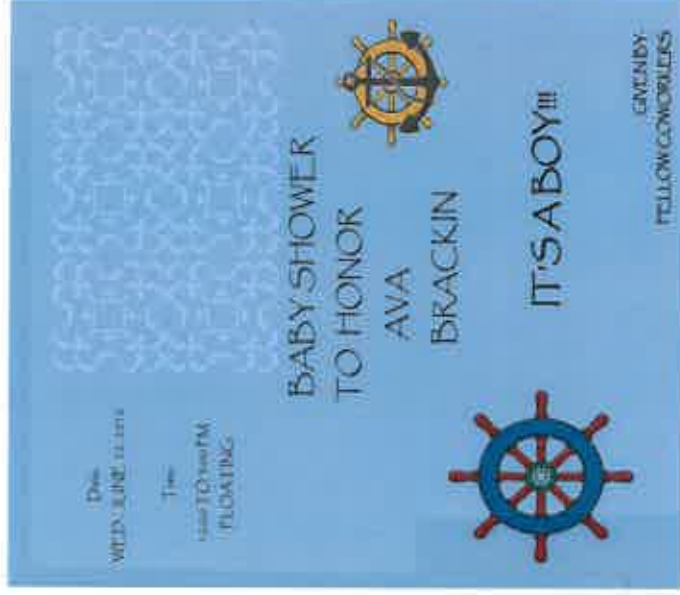 BABY SHOWER
TO HONOR
AVA
BRACKIN
IT'S A BOY!!!
GIVEN BY
FELLOW COWORKERS
Date
WED. JUNE
Time
TO PM
FLOATING